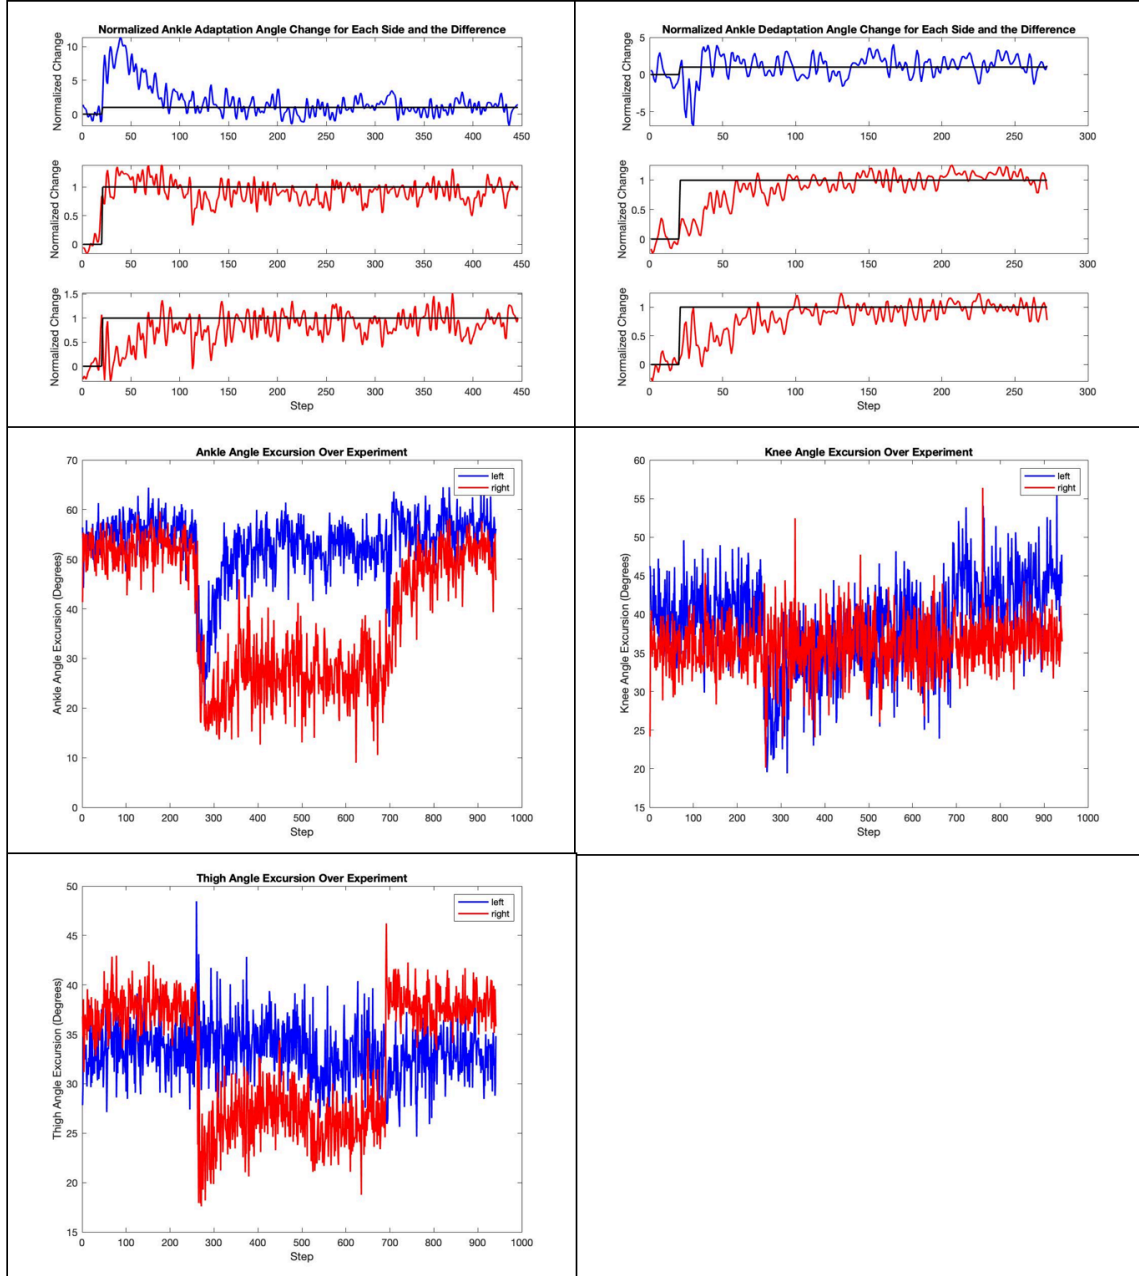 Normalized Ankle Adaptation Angle Change for Each Side and the Difference
Normalized Change
10
5
0
0 50 100 150 200 250 300 350 400 450
Normalized Change
1
0.5
0
0 50 100 150 200 250 300 350 400 450
Normalized Change
1.5
1
0.5
0
0 50 100 150 200 250 300 350 400 450
Step
Normalized Ankle Dedaptation Angle Change for Each Side and the Difference
Normalized Change
5
0
-5
0 50 100 150 200 250 300
Normalized Change
1
0.5
0
0 50 100 150 200 250 300
Normalized Change
1
0.5
0
0 50 100 150 200 250 300
Step
Ankle Angle Excursion Over Experiment
left
right
Ankle Angle Excursion (Degrees)
70
60
50
40
30
20
10
0
0 100 200 300 400 500 600 700 800 900 1000
Step
Knee Angle Excursion Over Experiment
left
right
Knee Angle Excursion (Degrees)
60
55
50
45
40
35
30
25
20
15
0 100 200 300 400 500 600 700 800 900 1000
Step
Thigh Angle Excursion Over Experiment
left
right
Thigh Angle Excursion (Degrees)
50
45
40
35
30
25
20
15
0 100 200 300 400 500 600 700 800 900 1000
Step